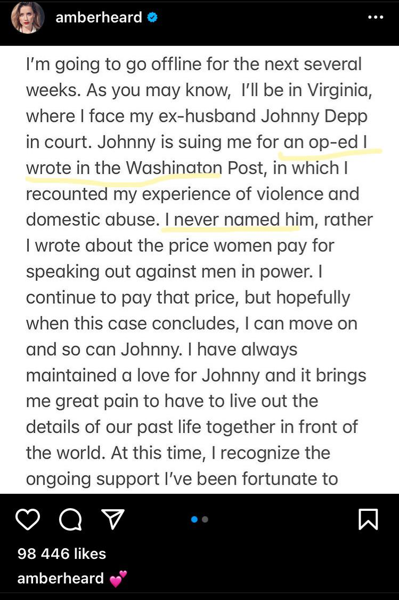 amberheard
I'm going to go offline for the next several
weeks. As you may know, I'll be in Virginia,
where I face my ex-husband Johnny Depp
in court. Johnny is suing me for an op-ed I
wrote in the Washington Post, in which I
recounted my experience of violence and
domestic abuse. I never named him, rather
I wrote about the price women pay for
speaking out against men in power. I
continue to pay that price, but hopefully
when this case concludes, I can move on
and so can Johnny. I have always
maintained a love for Johnny and it brings
me great pain to have to live out the
details of our past life together in front of
the world. At this time, I recognize the
ongoing support I've been fortunate to
98 446 likes
amberheard 💕